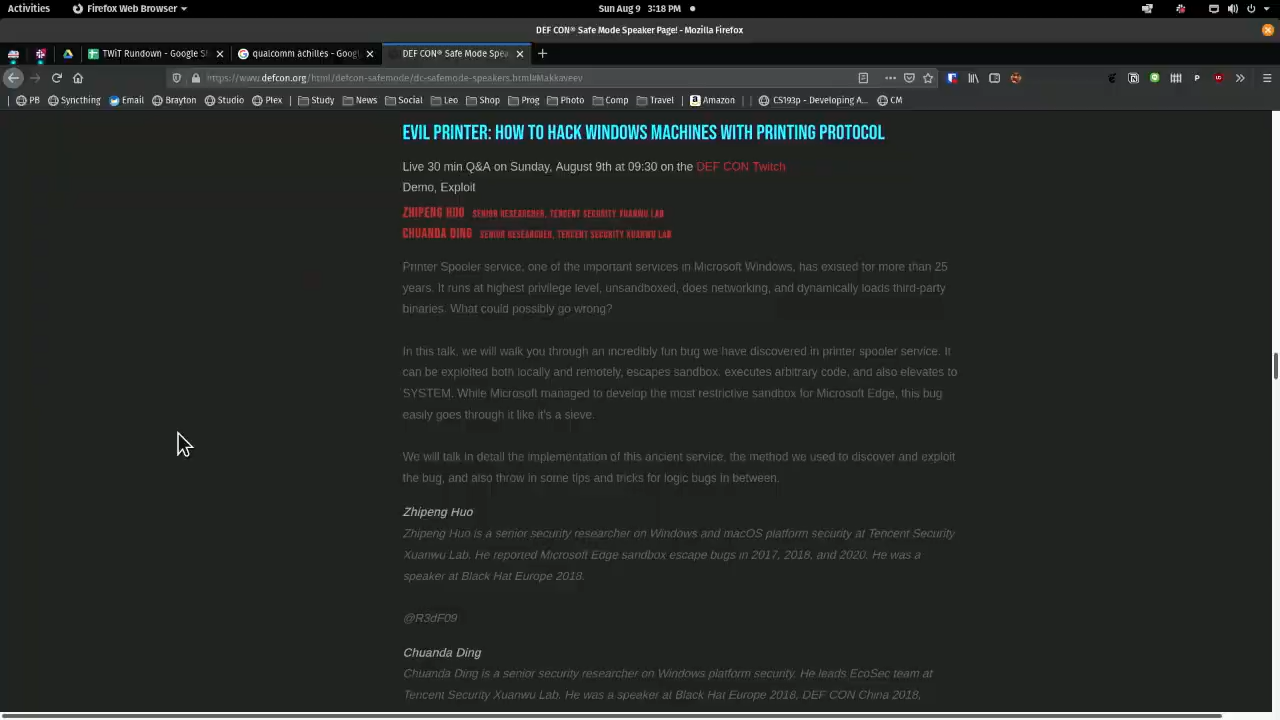 Activities
Firefox Web Browser
Sun Aug 9 3:18 PM
DEF CON® Safe Mode Speaker Page! - Mozilla Firefox
TWiT Rundown - Google Sh
qualcomm achilles - Googl
DEF CON® Safe Mode Spea
https://www.defcon.org/html/defcon-safemode/dc-safemode-speakers.html#Makkaveev
PB
Syncthing
Email
Brayton
Studio
Plex
Study
News
Social
Leo
Shop
Prog
Photo
Comp
Travel
Amazon
CS193p - Developing A...
CM
EVIL PRINTER: HOW TO HACK WINDOWS MACHINES WITH PRINTING PROTOCOL
Live 30 min Q&A on Sunday, August 9th at 09:30 on the DEF CON Twitch
Demo, Exploit
ZHIPENG HUO SENIOR RESEARCHER, TENCENT SECURITY XUANWU LAB
CHUANDA DING SENIOR RESEARCHER, TENCENT SECURITY XUANWU LAB
Printer Spooler service, one of the important services in Microsoft Windows, has existed for more than 25
years. It runs at highest privilege level, unsandboxed, does networking, and dynamically loads third-party
binaries. What could possibly go wrong?
In this talk, we will walk you through an incredibly fun bug we have discovered in printer spooler service. It
can be exploited both locally and remotely, escapes sandbox, executes arbitrary code, and also elevates to
SYSTEM. While Microsoft managed to develop the most restrictive sandbox for Microsoft Edge, this bug
easily goes through it like it's a sieve.
We will talk in detail the implementation of this ancient service, the method we used to discover and exploit
the bug, and also throw in some tips and tricks for logic bugs in between.
Zhipeng Huo
Zhipeng Huo is a senior security researcher on Windows and macOS platform security at Tencent Security
Xuanwu Lab. He reported Microsoft Edge sandbox escape bugs in 2017, 2018, and 2020. He was a
speaker at Black Hat Europe 2018.
@R3dF09
Chuanda Ding
Chuanda Ding is a senior security researcher on Windows platform security. He leads EcoSec team at
Tencent Security Xuanwu Lab. He was a speaker at Black Hat Europe 2018, DEF CON China 2018,